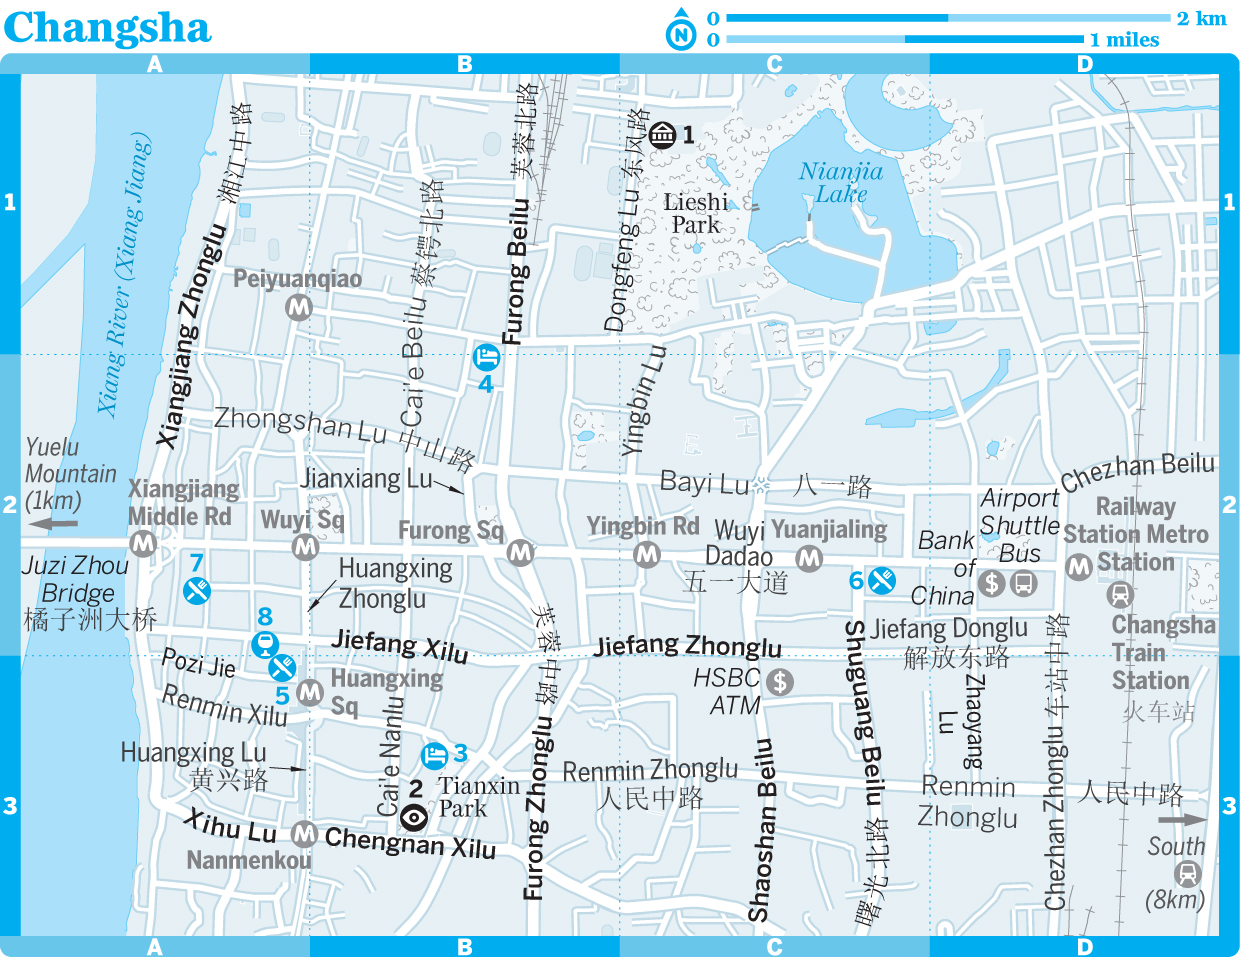 Changsha
N
0
2 km
0
1 miles
A
B
C
D
1
1
湘江中路
芙蓉北路
Dongfeng Lu 东风路
1
Nianjia
Lake
Lieshi
Park
Xiang River (Xiang Jiang)
Xiangjiang Zhonglu
Peiyuanqiao
M
Cai e Beilu 蔡锷北路
Furong Beilu
4
Yingbin Lu
Zhongshan Lu 中山路
Yuelu
Mountain
(1km)
2
2
Jianxiang Lu
Bayi Lu
八一路
Chezhan Beilu
Xiangjiang
Middle Rd
M
Wuyi Sq
M
Furong Sq
M
Yingbin Rd
M
Wuyi
Dadao
五一大道
Yuanjialing
M
Airport
Shuttle
Bus
Bank
of
China
$
Railway
Station Metro
Station
M
Juzi Zhou
Bridge
橘子洲大桥
7
Huangxing
Zhonglu
6
8
Jiefang Xilu
芙蓉中路
Jiefang Zhonglu
Jiefang Donglu
解放东路
Changsha
Train
Station
火车站
Pozi Jie
5
Huangxing
Sq
M
Renmin Xilu
HSBC
ATM
$
Shuguang Beilu
曙光北路
Zhaoyang
Lu
Chezhan Zhonglu 车站中路
Huangxing Lu
黄兴路
Cai e Nanlu
3
2
Tianxin
Park
Furong Zhonglu
Renmin Zhonglu
人民中路
Shaoshan Beilu
Renmin
Zhonglu
人民中路
3
3
Xihu Lu
M
Nanmenkou
Chengnan Xilu
South
(8km)
A
B
C
D